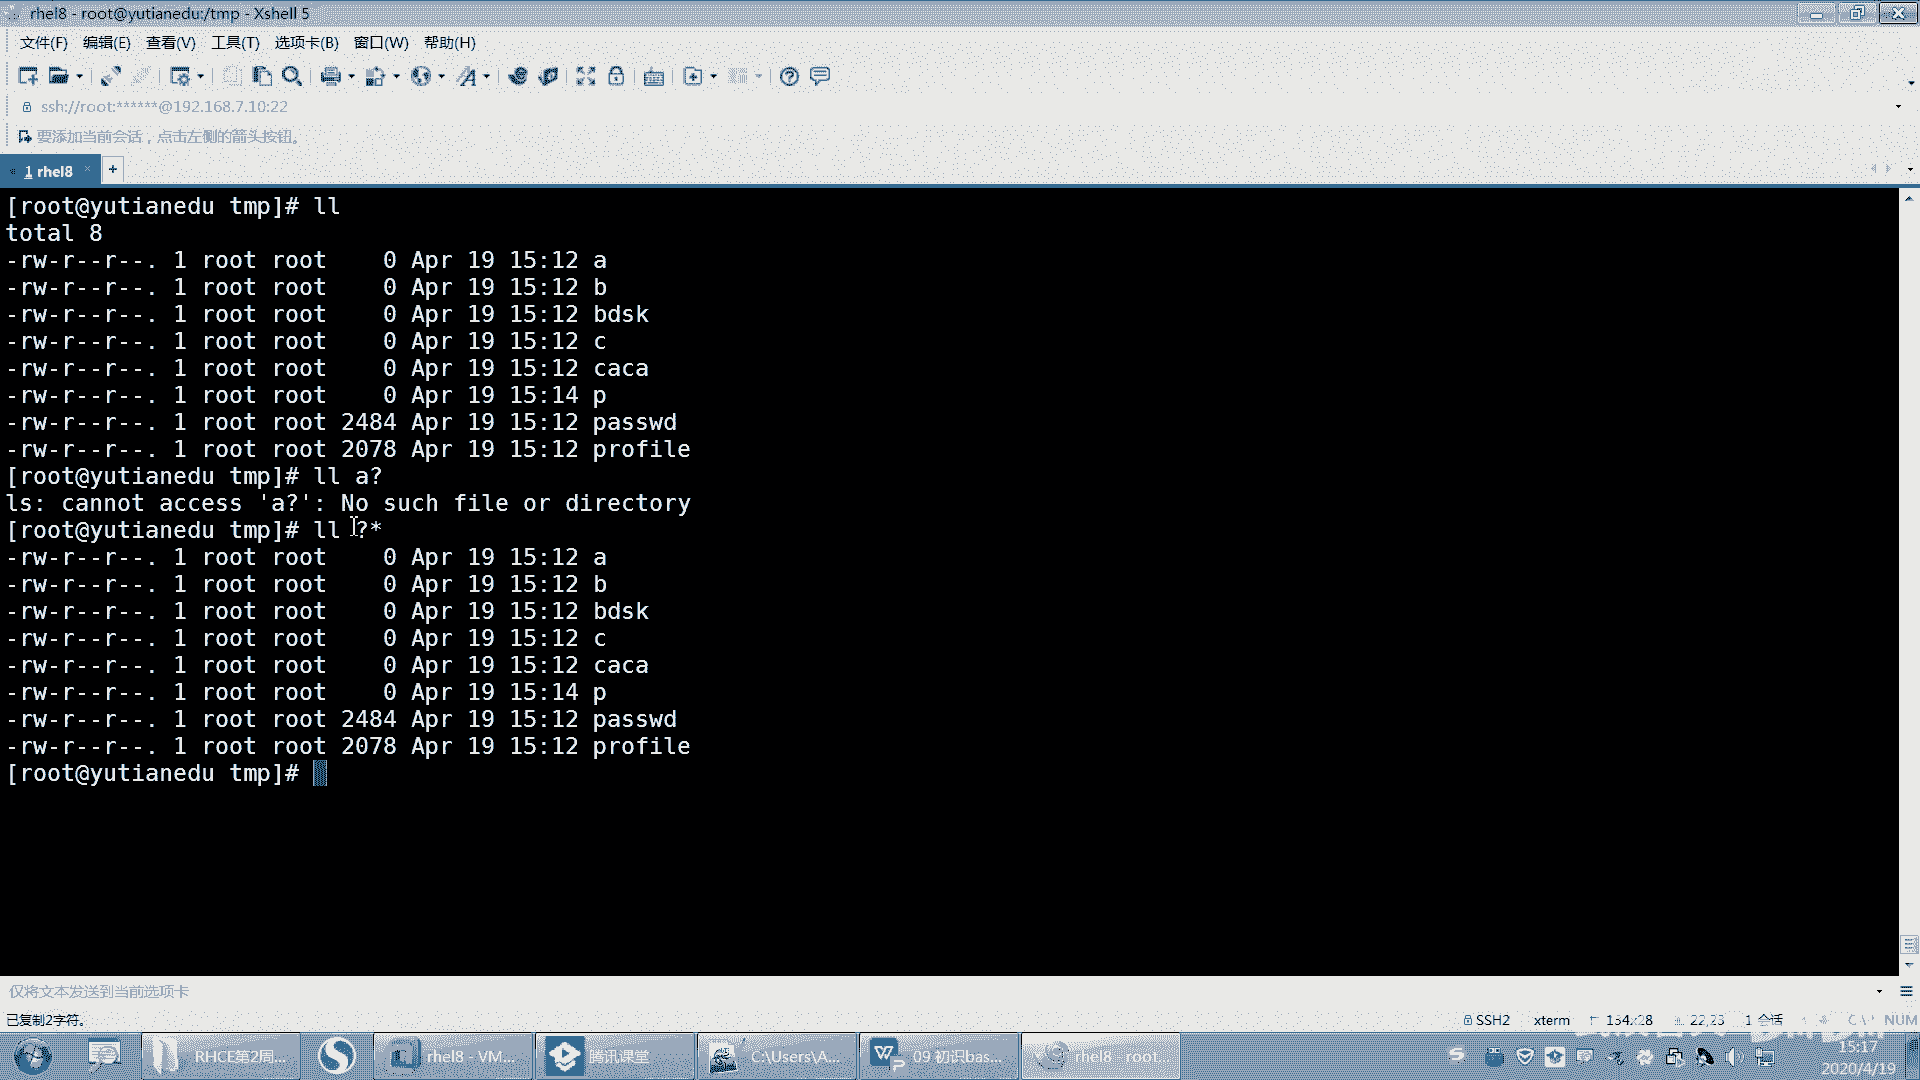 rhel8 - root@yutianedu:/tmp - Xshell 5
文件(F) 编辑(E) 查看(V) 工具(T) 选项卡(B) 窗口(W) 帮助(H)
ssh://root:******@192.168.7.10:22
要添加当前会话，点击左侧的箭头按钮。
1 rhel8
[root@yutianedu tmp]# ll
total 8
-rw-r--r--. 1 root root    0 Apr 19 15:12 a
-rw-r--r--. 1 root root    0 Apr 19 15:12 b
-rw-r--r--. 1 root root    0 Apr 19 15:12 bdsk
-rw-r--r--. 1 root root    0 Apr 19 15:12 c
-rw-r--r--. 1 root root    0 Apr 19 15:12 caca
-rw-r--r--. 1 root root    0 Apr 19 15:14 p
-rw-r--r--. 1 root root 2484 Apr 19 15:12 passwd
-rw-r--r--. 1 root root 2078 Apr 19 15:12 profile
[root@yutianedu tmp]# ll a?
ls: cannot access 'a?': No such file or directory
[root@yutianedu tmp]# ll ?*
-rw-r--r--. 1 root root    0 Apr 19 15:12 a
-rw-r--r--. 1 root root    0 Apr 19 15:12 b
-rw-r--r--. 1 root root    0 Apr 19 15:12 bdsk
-rw-r--r--. 1 root root    0 Apr 19 15:12 c
-rw-r--r--. 1 root root    0 Apr 19 15:12 caca
-rw-r--r--. 1 root root    0 Apr 19 15:14 p
-rw-r--r--. 1 root root 2484 Apr 19 15:12 passwd
-rw-r--r--. 1 root root 2078 Apr 19 15:12 profile
[root@yutianedu tmp]#
仅将文本发送到当前选项卡
已复制2字符。 SSH2 xterm 154x28 22,23 1 会话 CAP NUM
RHCE第2周... rhel8 - VM... 腾讯课堂 C:\Users\A... 09 初识bas... rhel8 - root...
15:17
2020/4/19